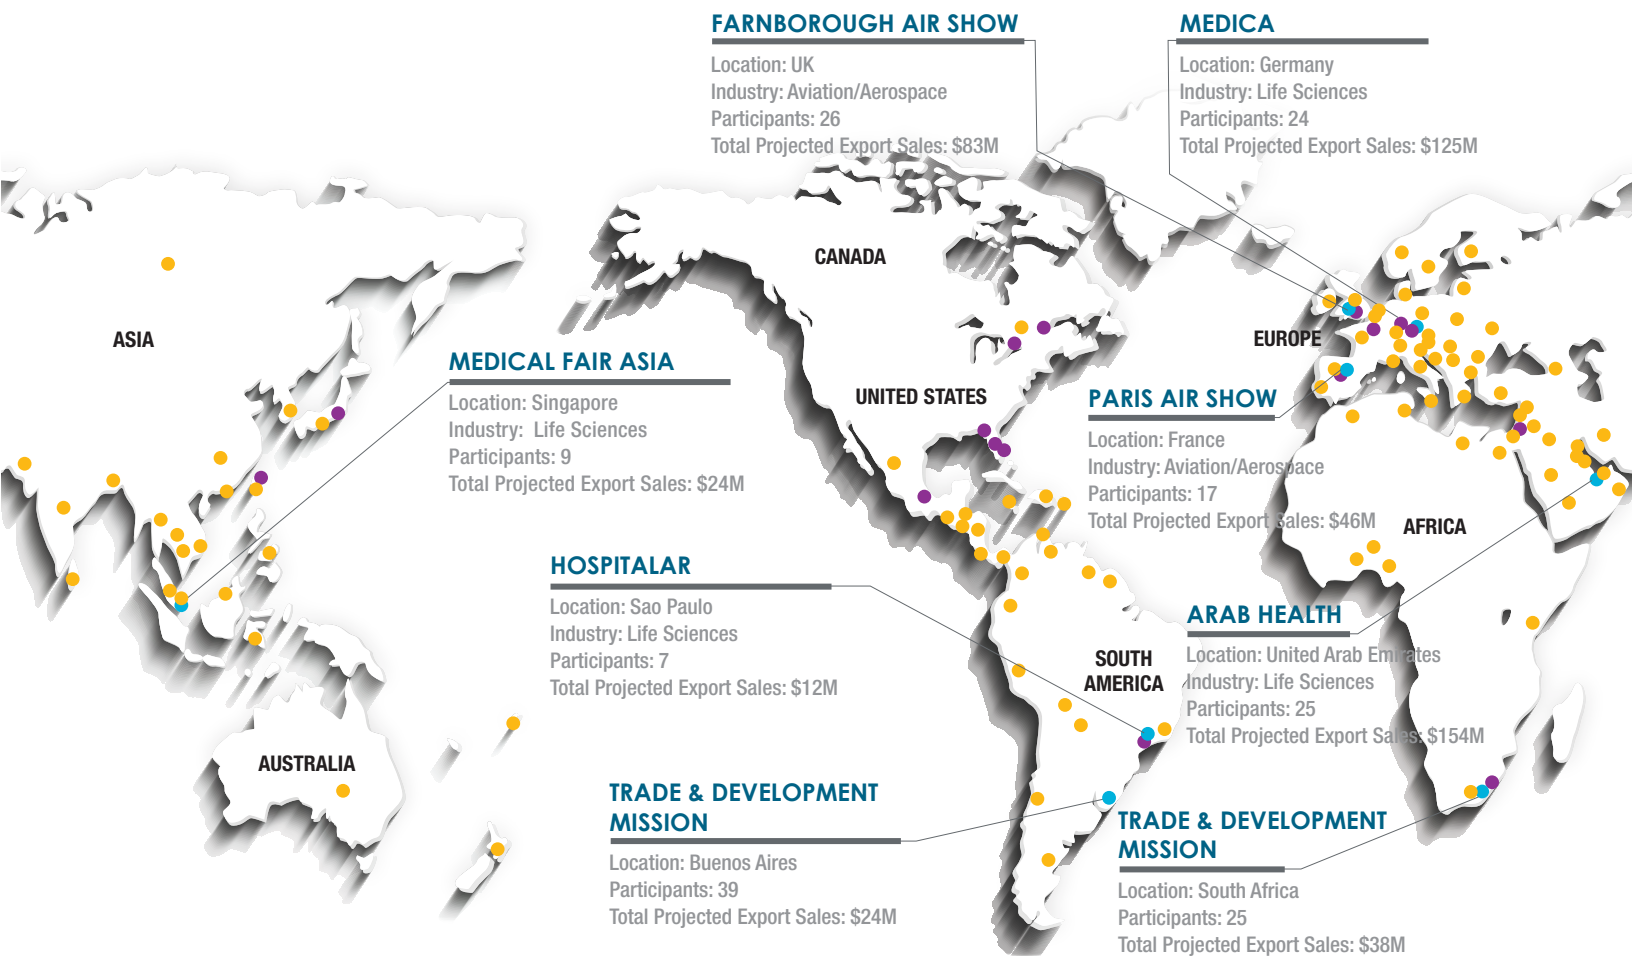 FARNBOROUGH AIR SHOW
Location: UK
Industry: Aviation/Aerospace
Participants: 26
Total Projected Export Sales: $83M
MEDICA
Location: Germany
Industry: Life Sciences
Participants: 24
Total Projected Export Sales: $125M
CANADA
ASIA
EUROPE
MEDICAL FAIR ASIA
Location: Singapore
Industry: Life Sciences
Participants: 9
Total Projected Export Sales: $24M
UNITED STATES
PARIS AIR SHOW
Location: France
Industry: Aviation/Aerospace
Participants: 17
Total Projected Export Sales: $46M
AFRICA
HOSPITALAR
Location: Sao Paulo
Industry: Life Sciences
Participants: 7
Total Projected Export Sales: $12M
SOUTH
AMERICA
ARAB HEALTH
Location: United Arab Emirates
Industry: Life Sciences
Participants: 25
Total Projected Export Sales: $154M
AUSTRALIA
TRADE & DEVELOPMENT
MISSION
Location: Buenos Aires
Participants: 39
Total Projected Export Sales: $24M
TRADE & DEVELOPMENT
MISSION
Location: South Africa
Participants: 25
Total Projected Export Sales: $38M